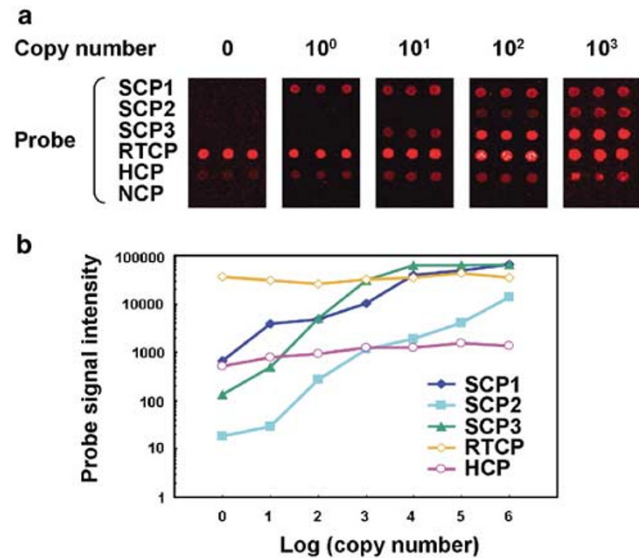 a
Copy number 0 10⁰ 10¹ 10² 10³
Probe
SCP1
SCP2
SCP3
RTCP
HCP
NCP
b
Probe signal intensity
100000
10000
1000
100
10
1
0 1 2 3 4 5 6
Log (copy number)
SCP1
SCP2
SCP3
RTCP
HCP